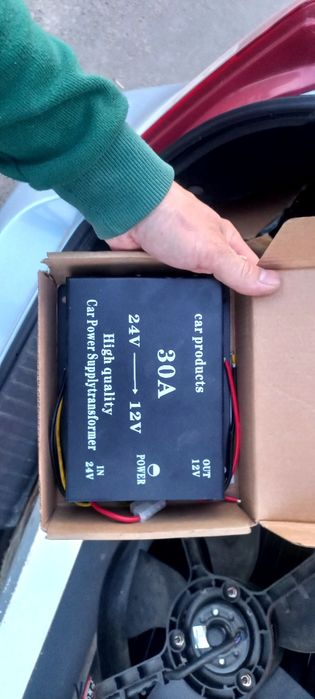 car products
30A
24V → 12V
High quality
Car Power Supplytransformer
OUT
12V
POWER
IN
24V